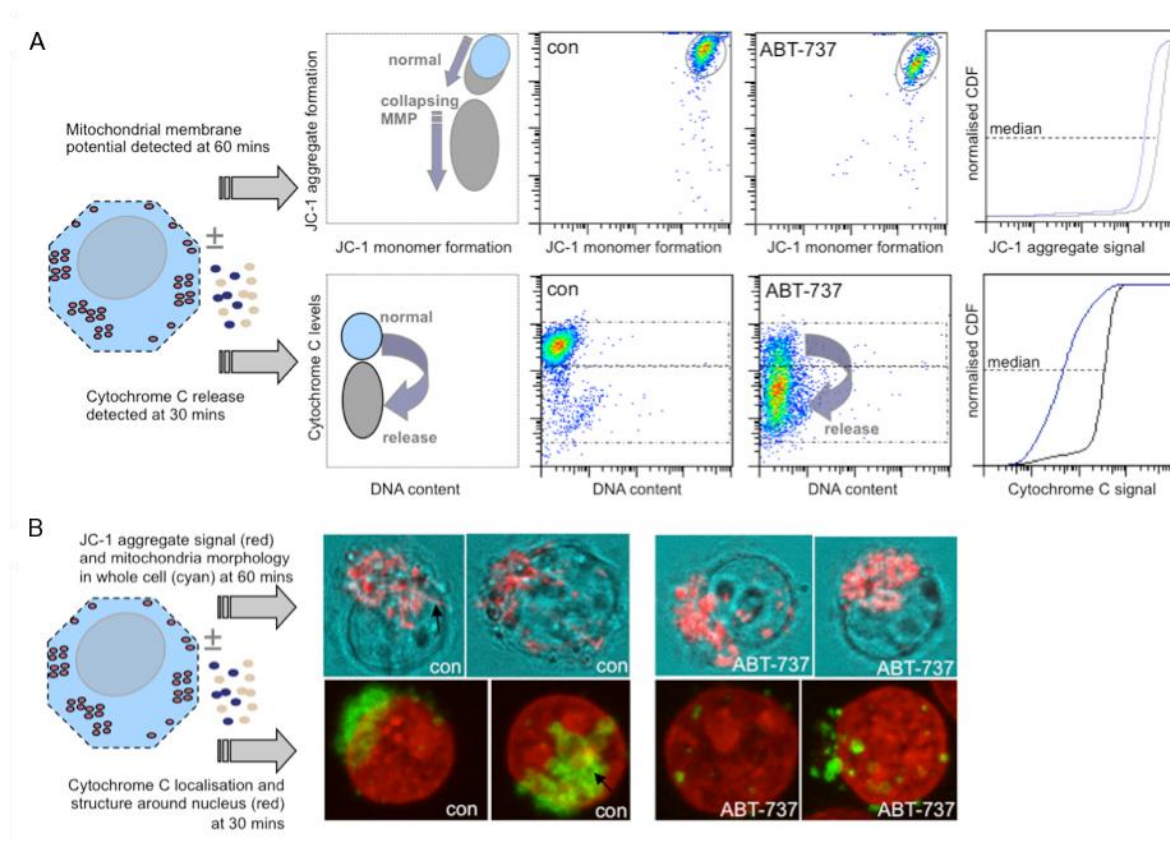 A
Mitochondrial membrane
potential detected at 60 mins
±
Cytochrome C release
detected at 30 mins
JC-1 aggregate formation
normal
collapsing
MMP
JC-1 monomer formation
con
JC-1 monomer formation
ABT-737
JC-1 monomer formation
normalised CDF
median
JC-1 aggregate signal
Cytochrome C levels
normal
release
DNA content
con
DNA content
ABT-737
release
DNA content
normalised CDF
median
Cytochrome C signal
B
JC-1 aggregate signal (red)
and mitochondria morphology
in whole cell (cyan) at 60 mins
±
Cytochrome C localisation and
structure around nucleus (red)
at 30 mins
con
con
ABT-737
ABT-737
con
con
ABT-737
ABT-737